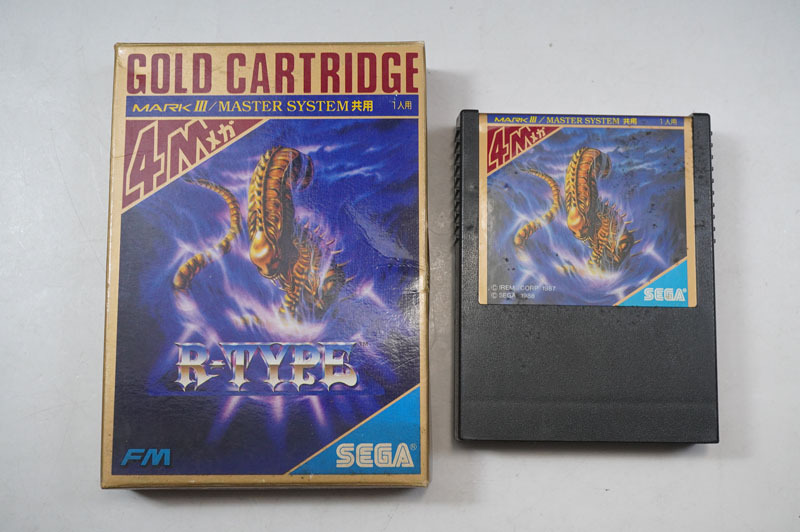 GOLD CARTRIDGE
MARK III/MASTER SYSTEM 共用 1人用
4Mメガ
R-TYPE™
FM
SEGA®
MARK III/MASTER SYSTEM 共用 1人用
4Mメガ
© IREM CORP 1987
© SEGA 1988
SEGA®